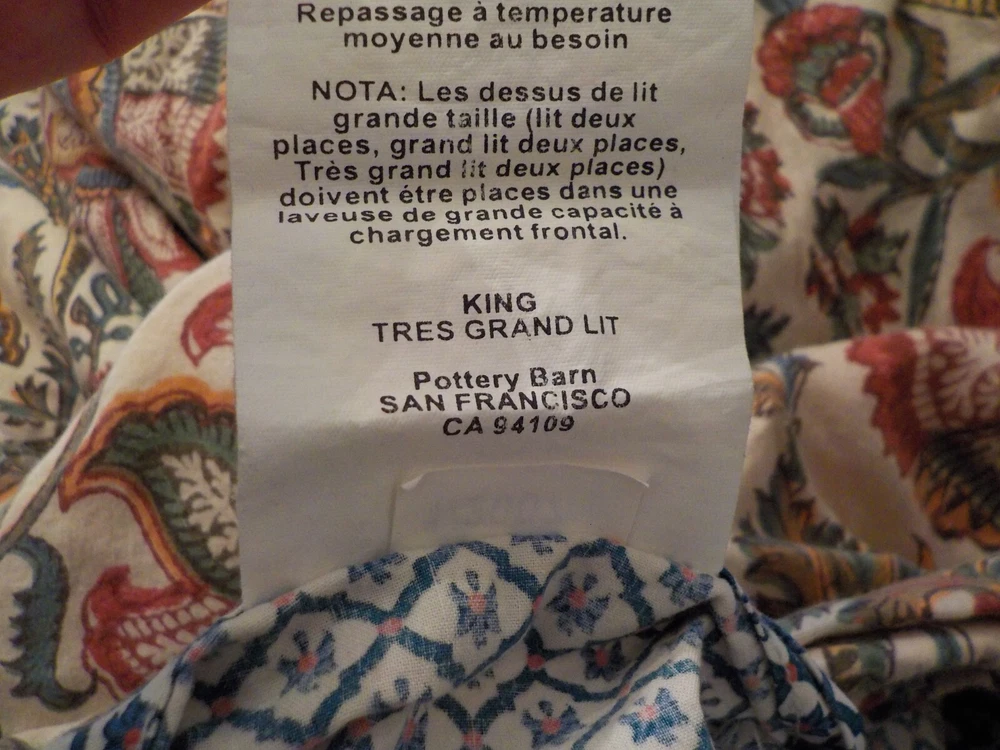 Repassage à temperature
moyenne au besoin
NOTA: Les dessus de lit
grande taille (lit deux
places, grand lit deux places,
Très grand lit deux places)
doivent étre places dans une
laveuse de grande capacité à
chargement frontal.
KING
TRES GRAND LIT
Pottery Barn
SAN FRANCISCO
CA 94109